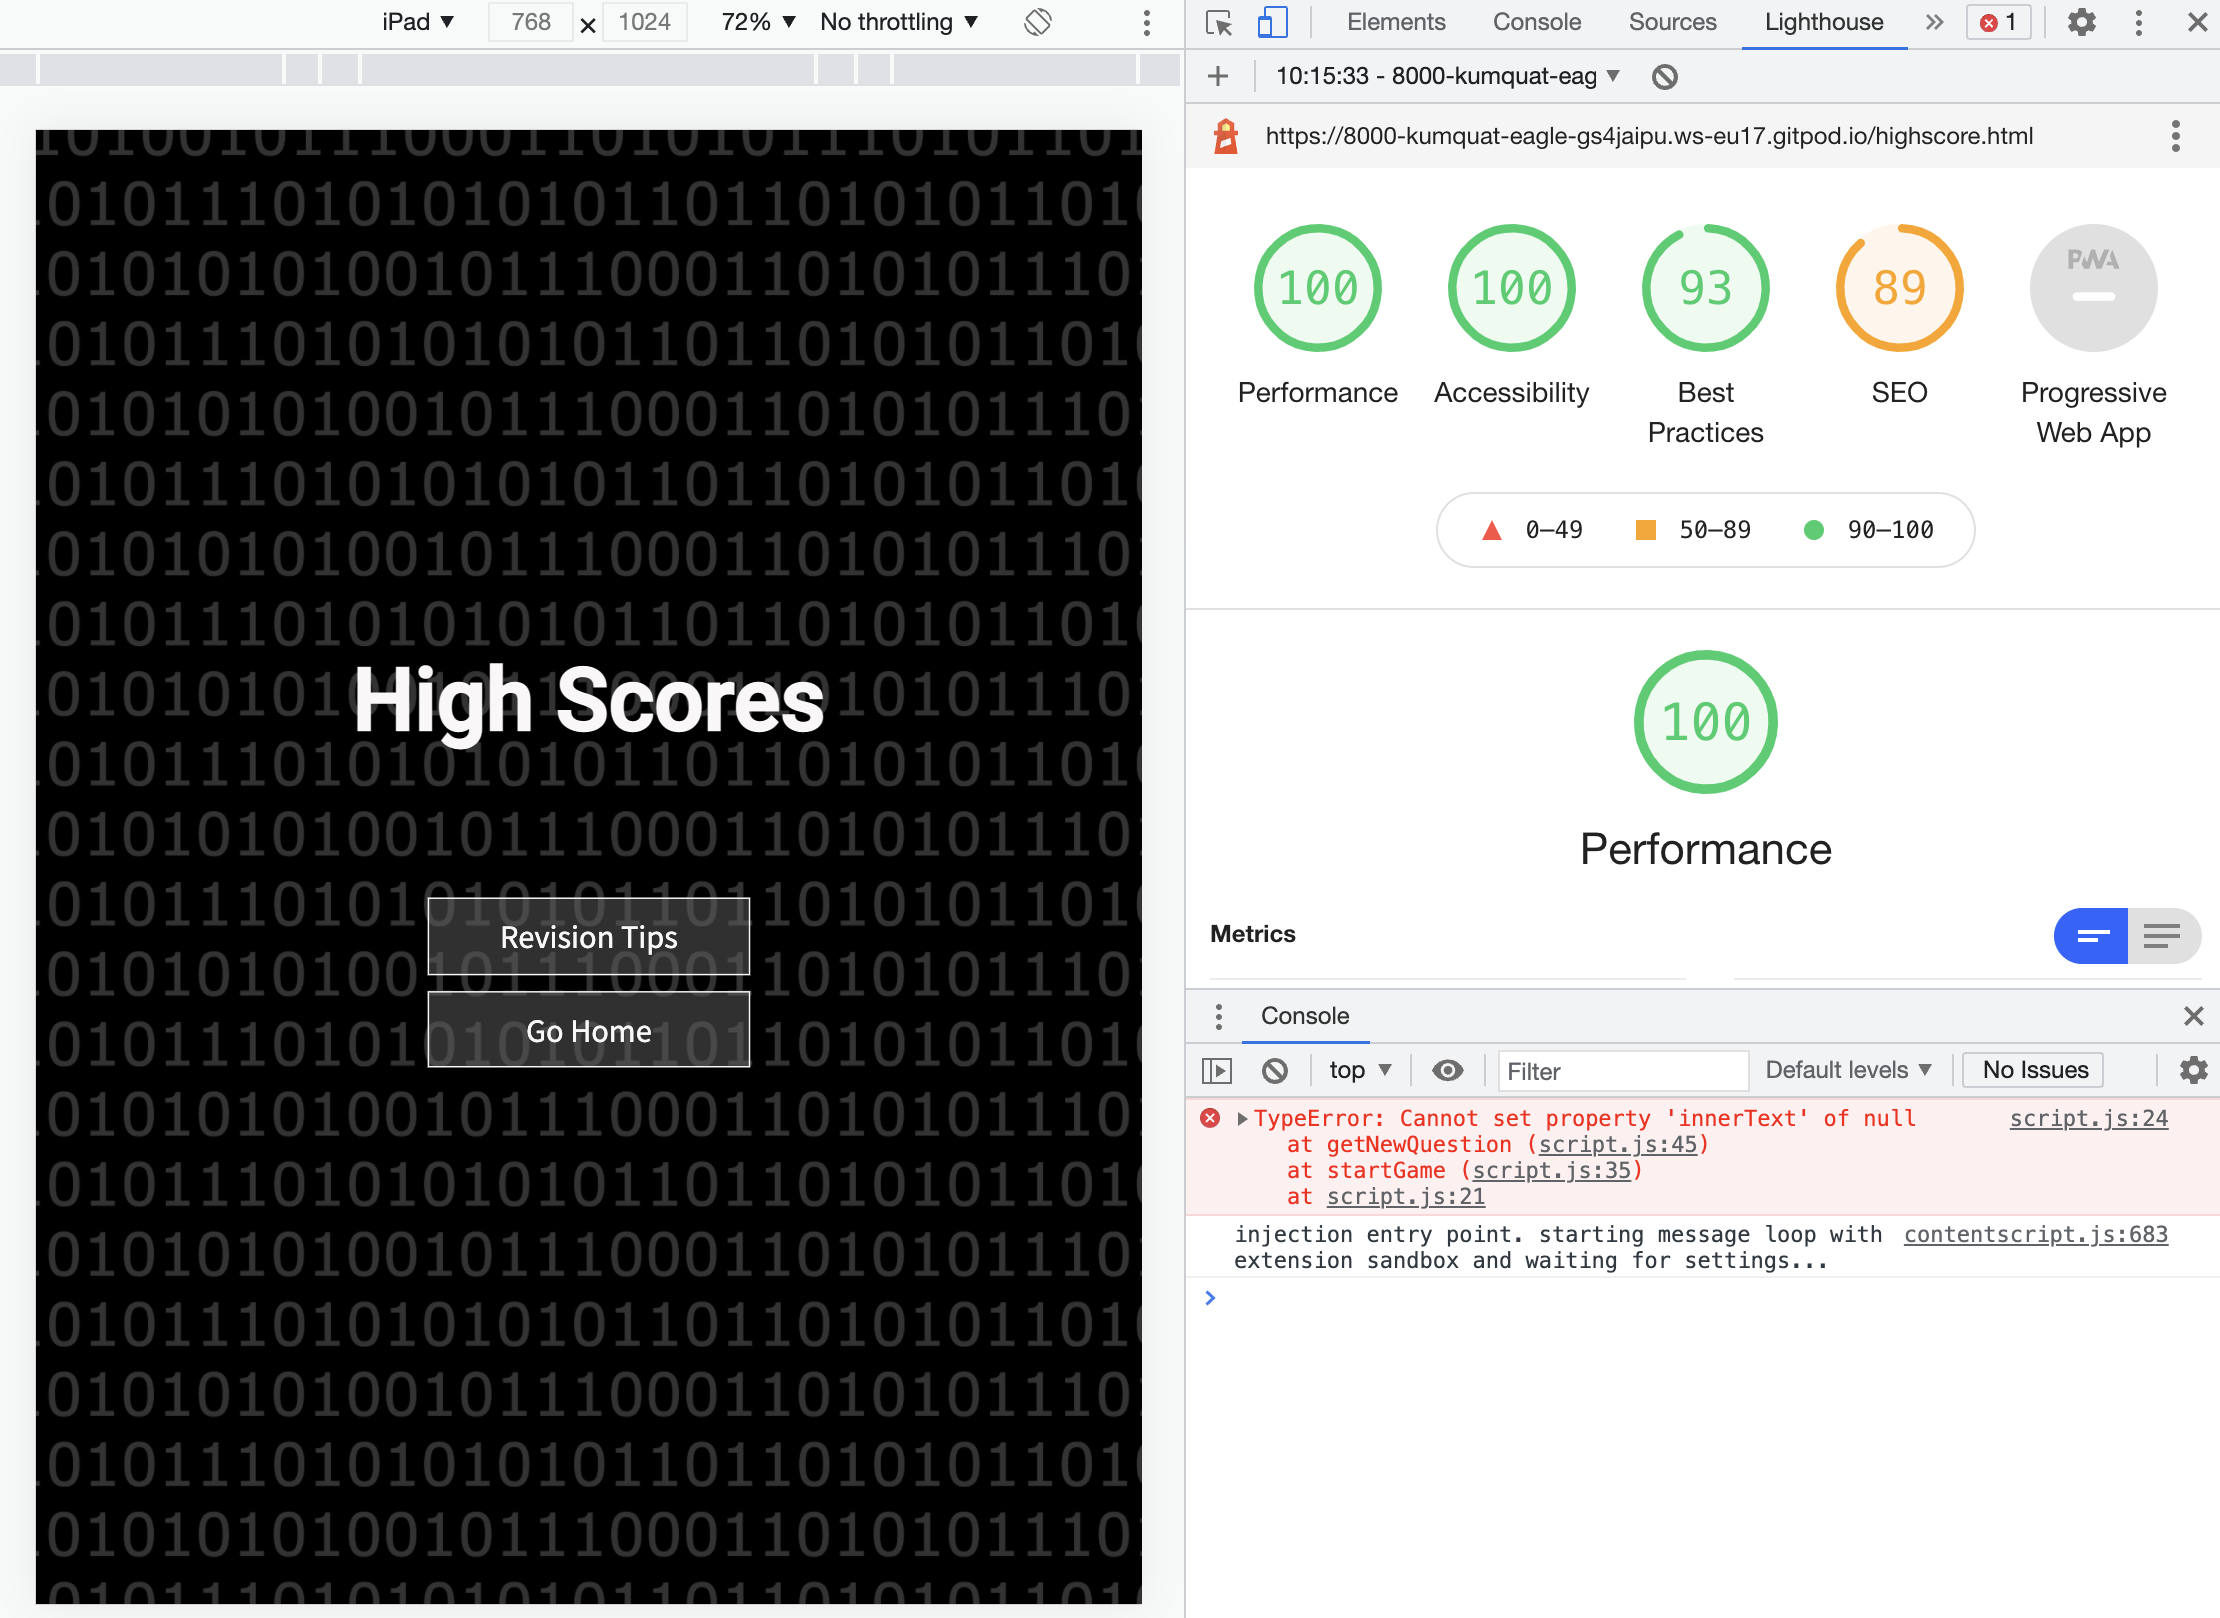 iPad ▼ 768 × 1024 72% ▼ No throttling ▼
Elements Console Sources Lighthouse » 1
10:15:33 - 8000-kumquat-eag ▼
https://8000-kumquat-eagle-gs4jaipu.ws-eu17.gitpod.io/highscore.html
100 100 93 89 PWA
Performance Accessibility Best Practices SEO Progressive Web App
0–49 50–89 90–100
100
Performance
Metrics
High Scores
Revision Tips
Go Home
Console
top ▼ Filter Default levels ▼ No Issues
TypeError: Cannot set property 'innerText' of null script.js:24
at getNewQuestion (script.js:45)
at startGame (script.js:35)
at script.js:21
injection entry point. starting message loop with contentscript.js:683
extension sandbox and waiting for settings...